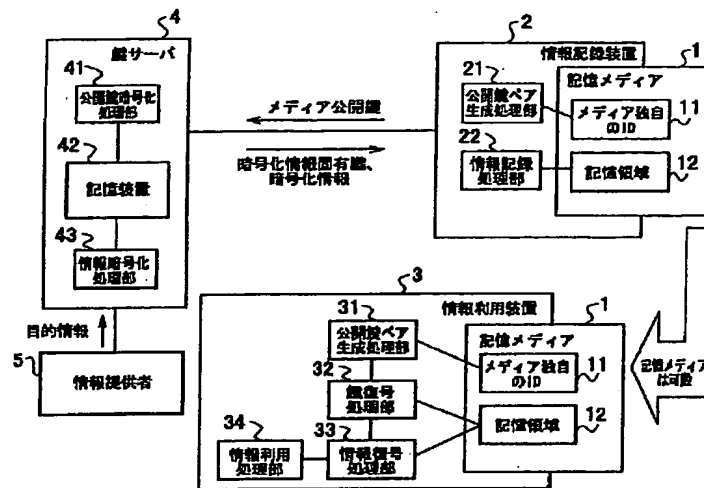 4
鍵サーバ
41
公開鍵暗号化
処理部
42
記憶装置
43
情報暗号化
処理部
目的情報
5
情報提供者
メディア公開鍵
暗号化情報固有鍵、
暗号化情報
2
情報記録装置
21
公開鍵ペア
生成処理部
22
情報記録
処理部
1
記憶メディア
メディア独自
のID
11
記憶領域
12
記憶メディア
は可搬
3
情報利用装置
31
公開鍵ペア
生成処理部
32
鍵復号
処理部
33
情報復号
処理部
34
情報利用
処理部
1
記憶メディア
メディア独自
のID
11
記憶領域
12